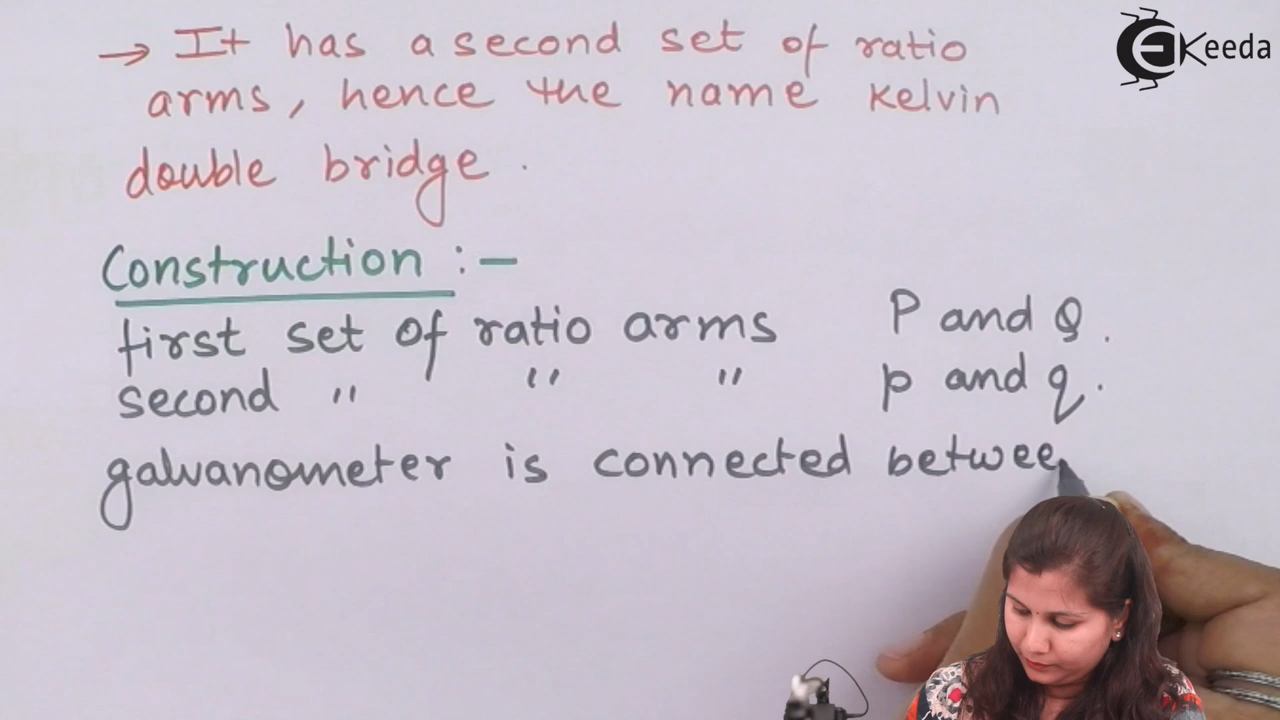 → It has a second set of ratio
arms, hence the name Kelvin
double bridge.
Construction :-
first set of ratio arms P and Q.
second " " " p and q.
galvanometer is connected betwee
EKeeda